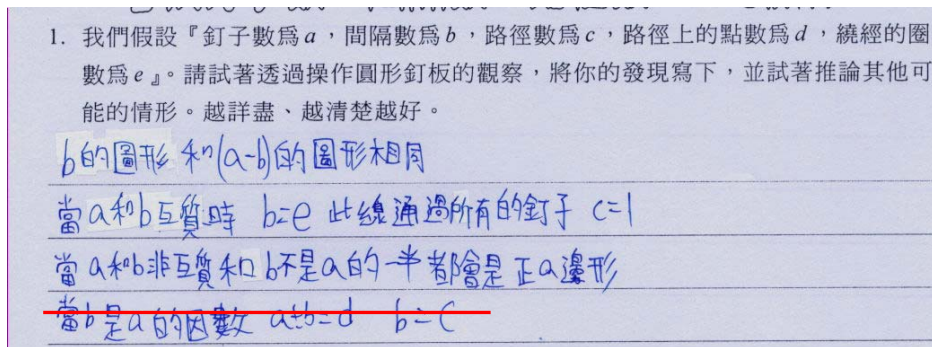 1. 我們假設『釘子數為a，間隔數為b，路徑數為c，路徑上的點數為d，繞經的圈
數為e』。請試著透過操作圓形釘板的觀察，將你的發現寫下，並試著推論其他可
能的情形。越詳盡、越清楚越好。
b的圖形和(a-b)的圖形相同
當a和b互質時 b=e 此線通過所有的釘子 c=1
當a和b非互質和b不是a的一半都會是正a邊形
當b是a的因數 a÷b=d b=c